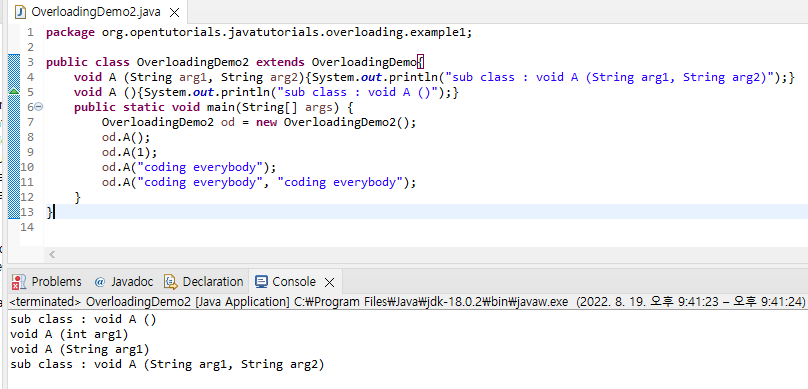 OverloadingDemo2.java
1 package org.opentutorials.javatutorials.overloading.example1;
2
3 public class OverloadingDemo2 extends OverloadingDemo{
4     void A (String arg1, String arg2){System.out.println("sub class : void A (String arg1, String arg2)");}
5     void A (){System.out.println("sub class : void A ()");}
6     public static void main(String[] args) {
7         OverloadingDemo2 od = new OverloadingDemo2();
8         od.A();
9         od.A(1);
10         od.A("coding everybody");
11         od.A("coding everybody", "coding everybody");
12     }
13 }
14
Problems @ Javadoc Declaration Console
<terminated> OverloadingDemo2 [Java Application] C:₩Program Files₩Java₩jdk-18.0.2₩bin₩javaw.exe (2022. 8. 19. 오후 9:41:23 – 오후 9:41:24)
sub class : void A ()
void A (int arg1)
void A (String arg1)
sub class : void A (String arg1, String arg2)